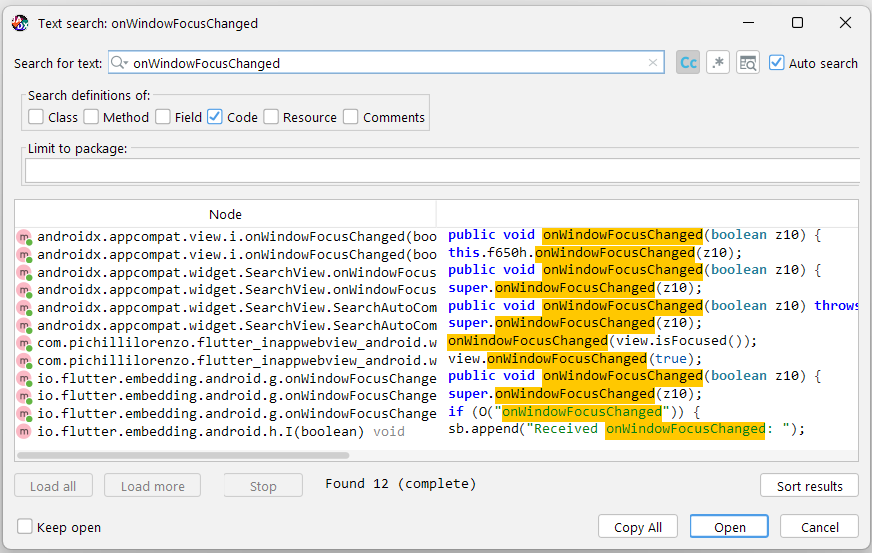 Text search: onWindowFocusChanged
Search for text: onWindowFocusChanged Cc .* Auto search
Search definitions of:
Class Method Field Code Resource Comments
Limit to package:
Node
androidx.appcompat.view.i.onWindowFocusChanged(boo public void onWindowFocusChanged(boolean z10) {
androidx.appcompat.view.i.onWindowFocusChanged(boo this.f650h.onWindowFocusChanged(z10);
androidx.appcompat.widget.SearchView.onWindowFocus public void onWindowFocusChanged(boolean z10) {
androidx.appcompat.widget.SearchView.onWindowFocus super.onWindowFocusChanged(z10);
androidx.appcompat.widget.SearchView.SearchAutoCom public void onWindowFocusChanged(boolean z10) throws
androidx.appcompat.widget.SearchView.SearchAutoCom super.onWindowFocusChanged(z10);
com.pichillilorenzo.flutter_inappwebview_android.w onWindowFocusChanged(view.isFocused());
com.pichillilorenzo.flutter_inappwebview_android.w view.onWindowFocusChanged(true);
io.flutter.embedding.android.g.onWindowFocusChange public void onWindowFocusChanged(boolean z10) {
io.flutter.embedding.android.g.onWindowFocusChange super.onWindowFocusChanged(z10);
io.flutter.embedding.android.g.onWindowFocusChange if (O("onWindowFocusChanged")) {
io.flutter.embedding.android.h.I(boolean) void sb.append("Received onWindowFocusChanged: ");
Load all Load more Stop Found 12 (complete) Sort results
Keep open Copy All Open Cancel